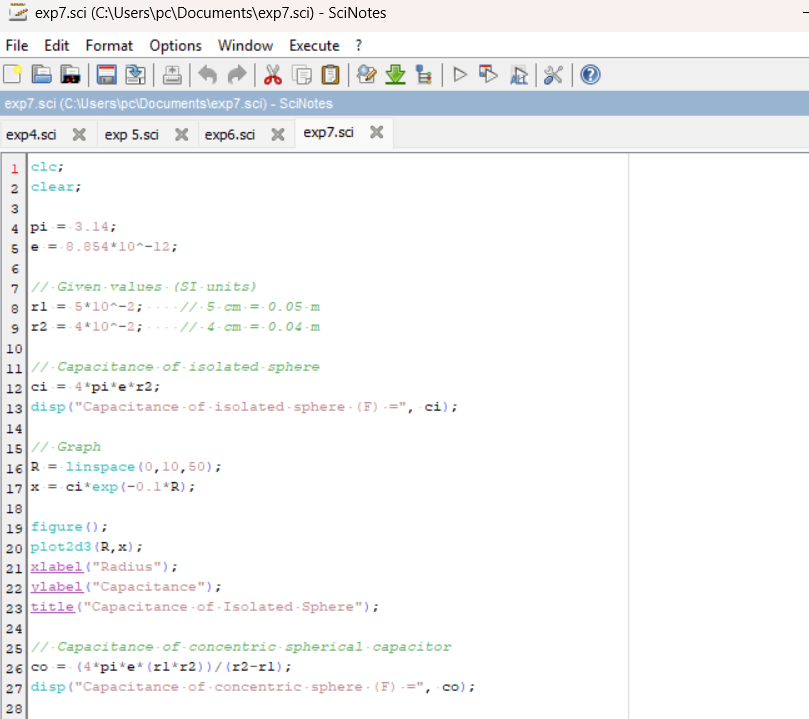 exp7.sci (C:\Users\pc\Documents\exp7.sci) - SciNotes
File Edit Format Options Window Execute ?
exp7.sci (C:\Users\pc\Documents\exp7.sci) - SciNotes
exp4.sci exp 5.sci exp6.sci exp7.sci
1 clc;
2 clear;
3
4 pi = 3.14;
5 e = 8.854*10^-12;
6
7 // Given values (SI units)
8 r1 = 5*10^-2;    // 5 cm = 0.05 m
9 r2 = 4*10^-2;    // 4 cm = 0.04 m
10
11 // Capacitance of isolated sphere
12 ci = 4*pi*e*r2;
13 disp("Capacitance of isolated sphere (F) =", ci);
14
15 // Graph
16 R = linspace(0,10,50);
17 x = ci*exp(-0.1*R);
18
19 figure();
20 plot2d3(R,x);
21 xlabel("Radius");
22 ylabel("Capacitance");
23 title("Capacitance of Isolated Sphere");
24
25 // Capacitance of concentric spherical capacitor
26 co = (4*pi*e*(r1*r2))/(r2-r1);
27 disp("Capacitance of concentric sphere (F) =", co);
28